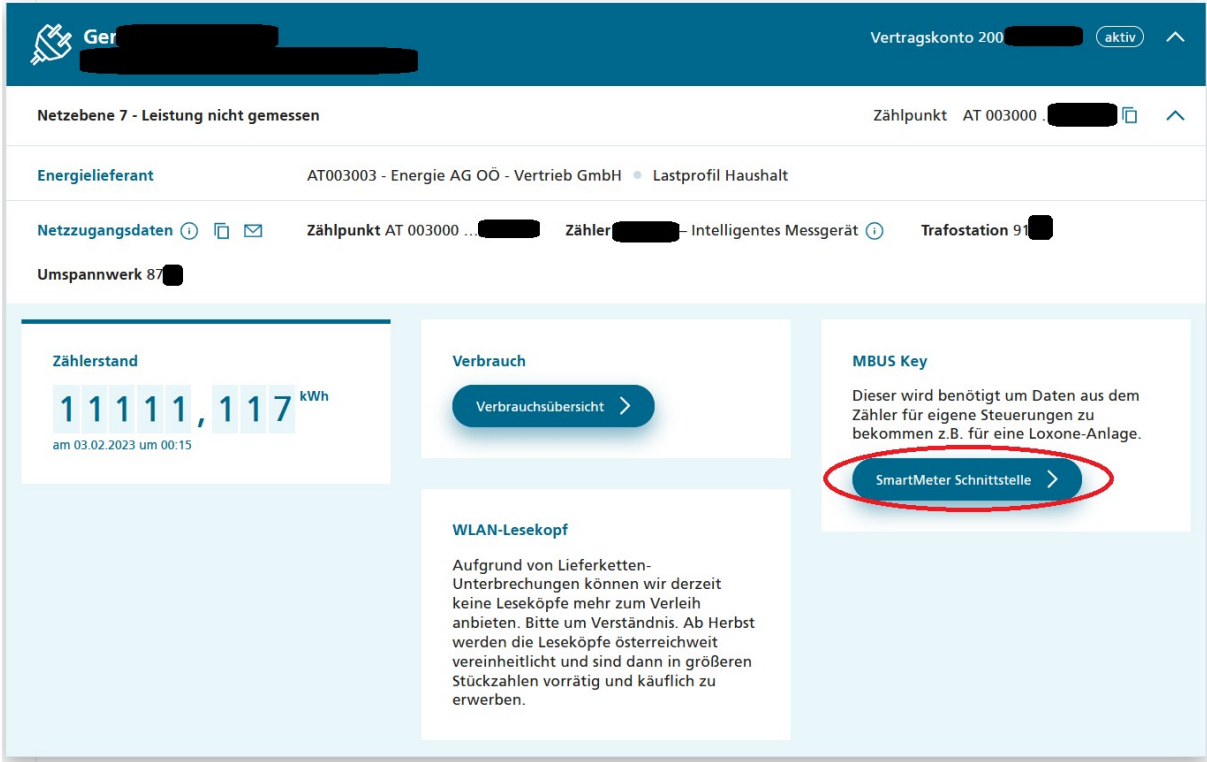 Ger
Vertragskonto 200
aktiv
Netzebene 7 - Leistung nicht gemessen
Zählpunkt AT 003000 .
Energielieferant
AT003003 - Energie AG OÖ - Vertrieb GmbH • Lastprofil Haushalt
Netzzugangsdaten
Zählpunkt AT 003000 ...
Zähler – Intelligentes Messgerät
Trafostation 91
Umspannwerk 87
Zählerstand
11111,117 kWh
am 03.02.2023 um 00:15
Verbrauch
Verbrauchsübersicht
WLAN-Lesekopf
Aufgrund von Lieferketten-
Unterbrechungen können wir derzeit
keine Leseköpfe mehr zum Verleih
anbieten. Bitte um Verständnis. Ab Herbst
werden die Leseköpfe österreichweit
vereinheitlicht und sind dann in größeren
Stückzahlen vorrätig und käuflich zu
erwerben.
MBUS Key
Dieser wird benötigt um Daten aus dem
Zähler für eigene Steuerungen zu
bekommen z.B. für eine Loxone-Anlage.
SmartMeter Schnittstelle